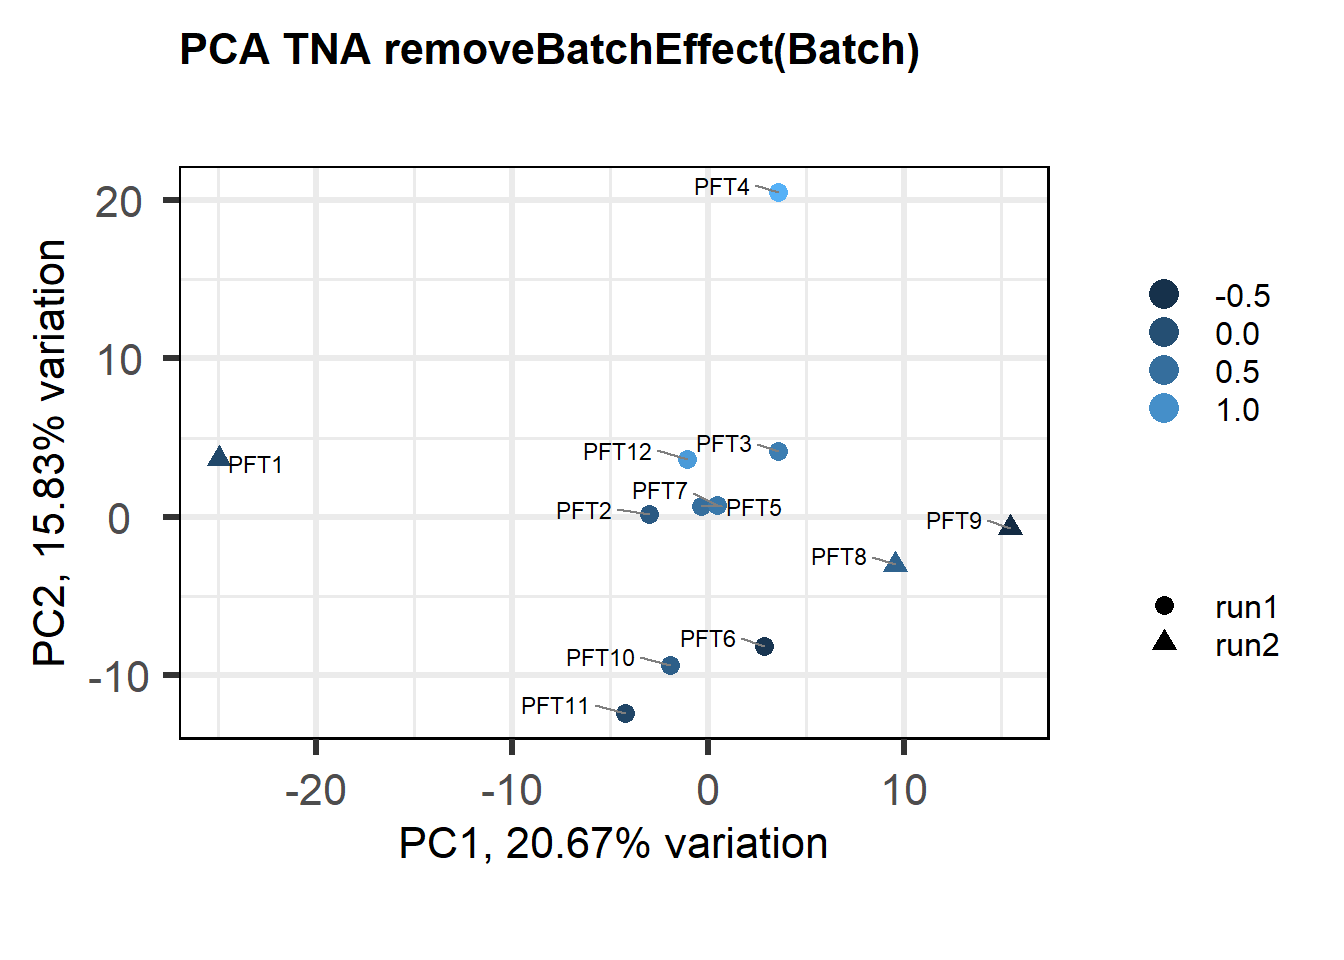 PCA TNA removeBatchEffect(Batch)
20
10
0
-10
PC2, 15.83% variation
PFT4
PFT12
PFT3
PFT1
PFT7
PFT5
PFT2
PFT9
PFT8
PFT6
PFT10
PFT11
-20
-10
0
10
PC1, 20.67% variation
-0.5
0.0
0.5
1.0
run1
run2